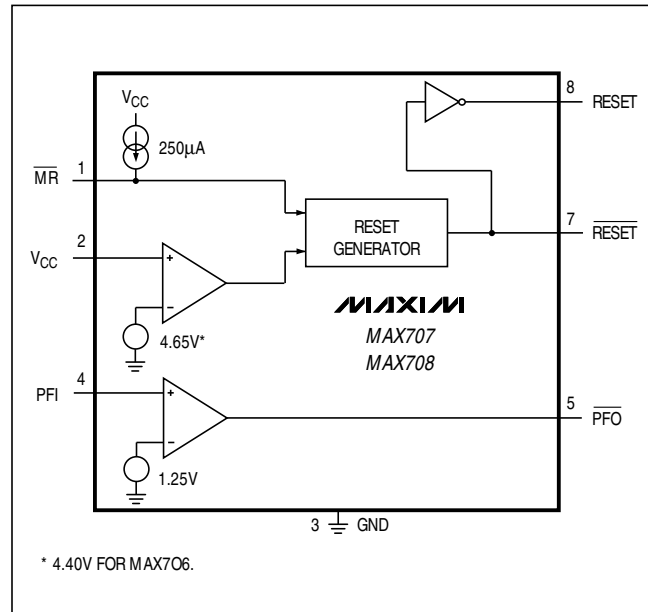 VCC
250µA
1
MR
2
VCC
+
−
4.65V*
4
PFI
+
−
1.25V
RESET
GENERATOR
MAXIM
MAX707
MAX708
8
RESET
7
RESET
5
PFO
3 GND
* 4.40V FOR MAX7O6.